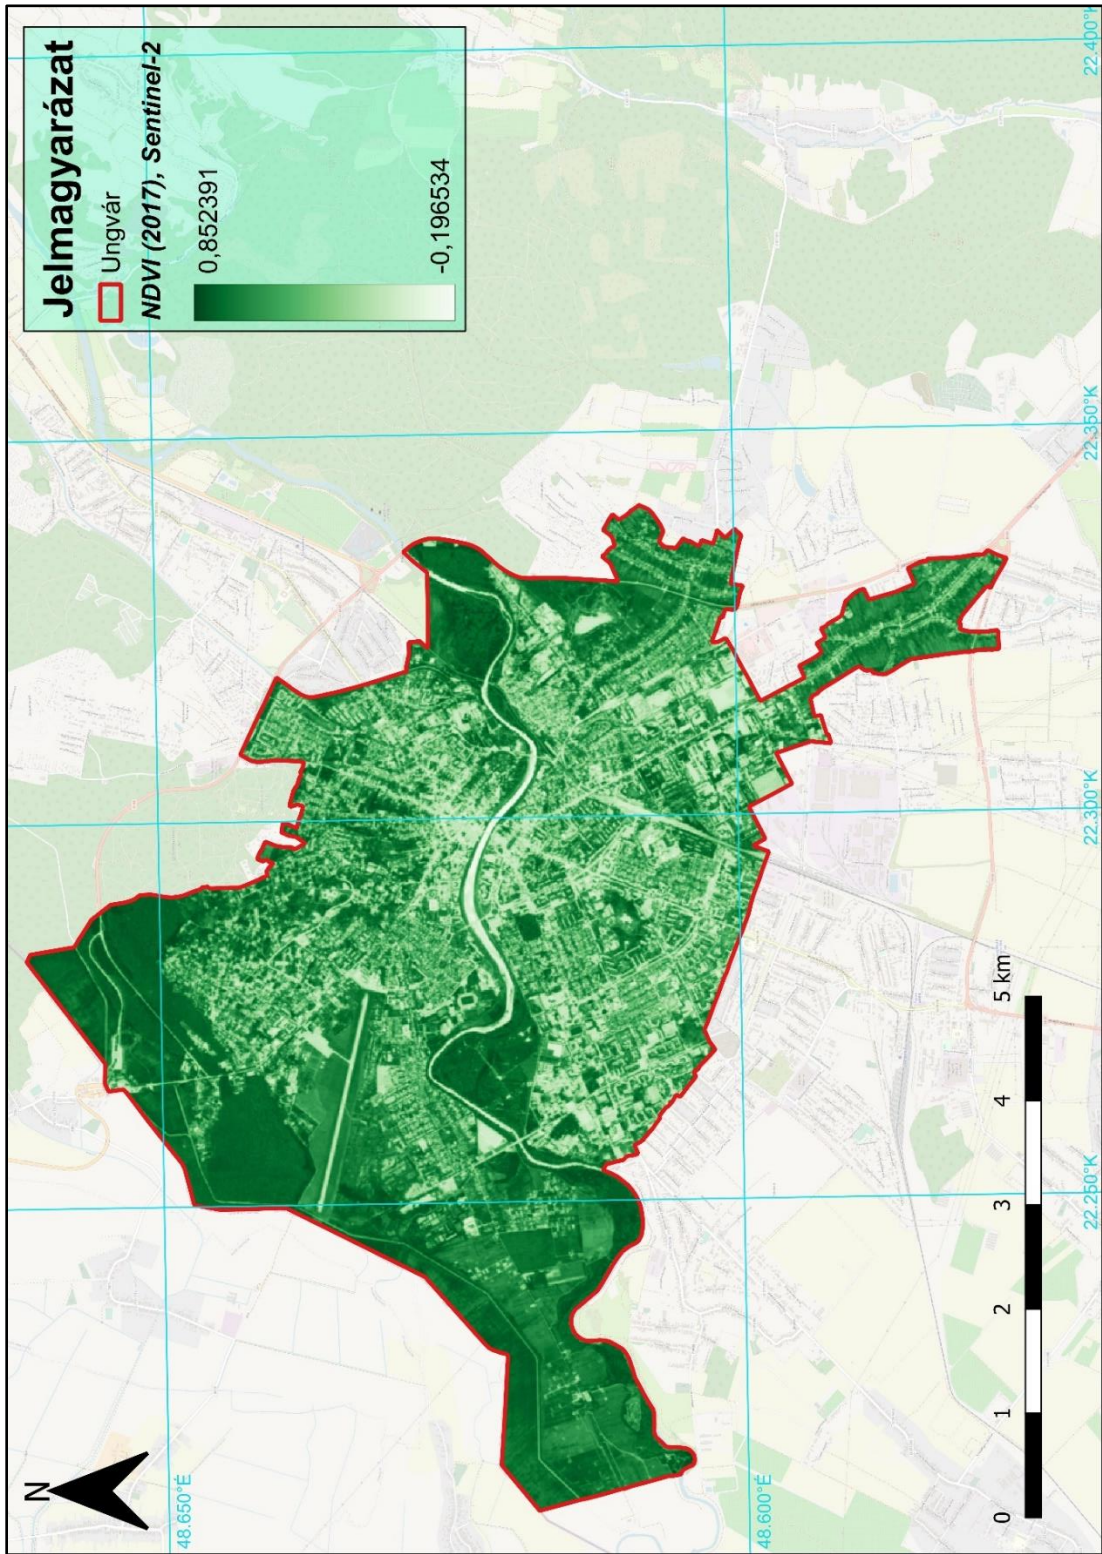 Jelmagyarázat
Ungvár
NDVI (2017), Sentinel-2
0,852391
-0,196534
N
48.650°É
48.600°É
22.250°K
22.300°K
22.350°K
22.400°K
0 1 2 3 4 5 km